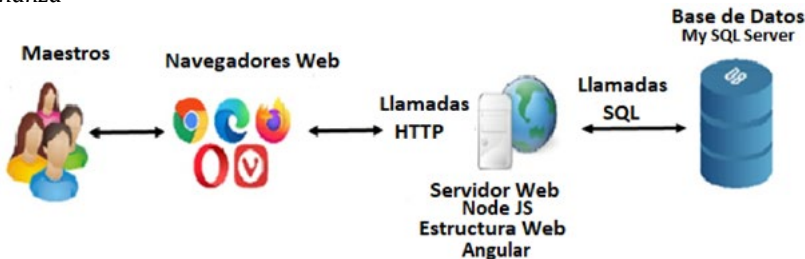 Maestros
Navegadores Web
Llamadas
HTTP
Servidor Web
Node JS
Estructura Web
Angular
Llamadas
SQL
Base de Datos
My SQL Server
DB